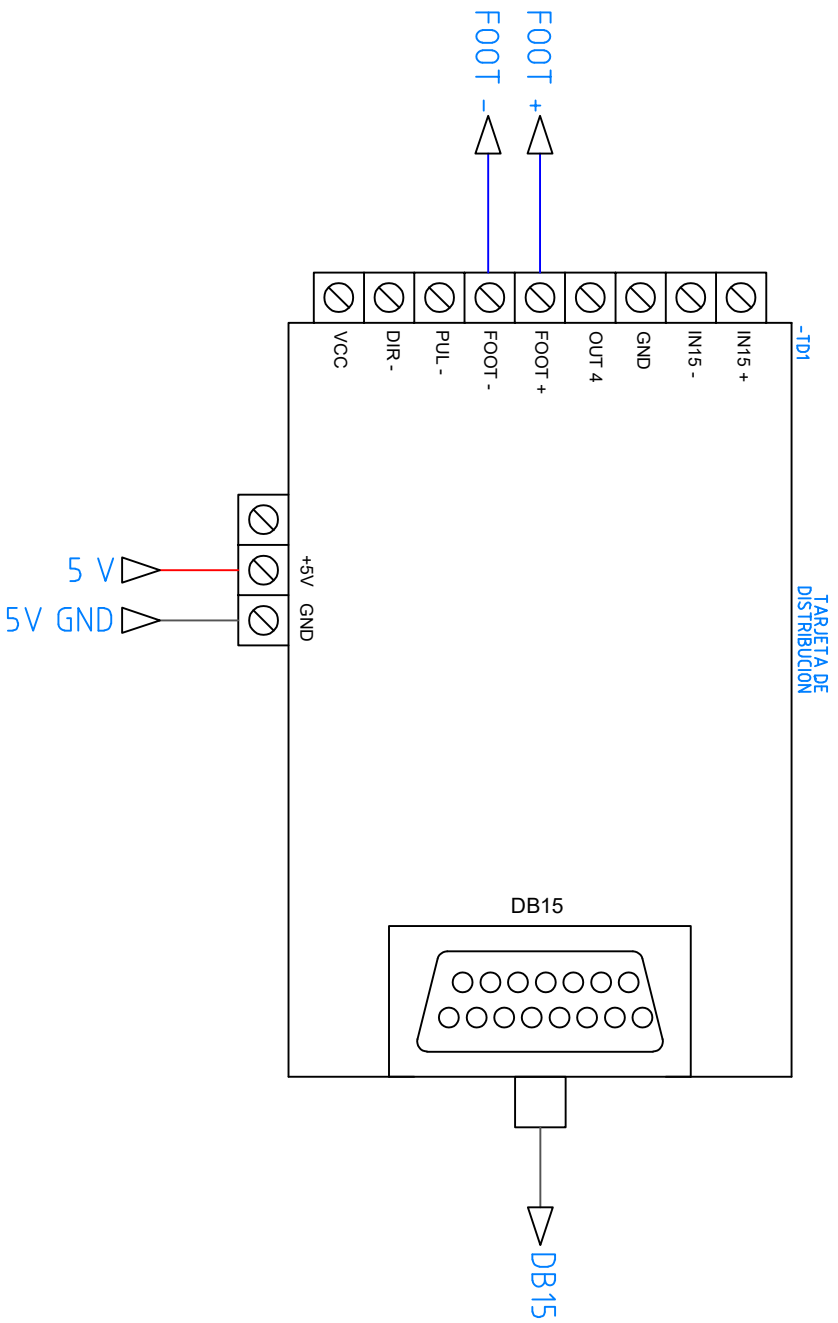 FOOT -
FOOT +
VCC
DIR -
PUL -
FOOT -
FOOT +
OUT 4
GND
IN15 -
IN15 +
-TD1
5 V
+5V
5V GND
GND
TARJETA DE
DISTRIBUCION
DB15
DB15